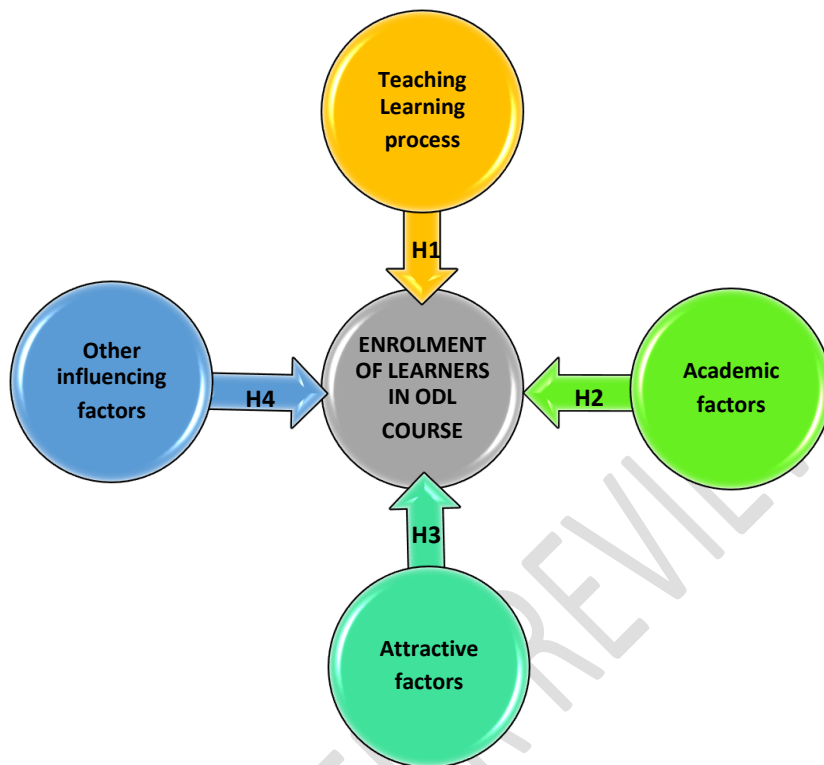 Teaching
Learning
process
H1
Other
influencing
factors
H4
ENROLMENT
OF LEARNERS
IN ODL
COURSE
H2
Academic
factors
H3
Attractive
factors
REVIEW